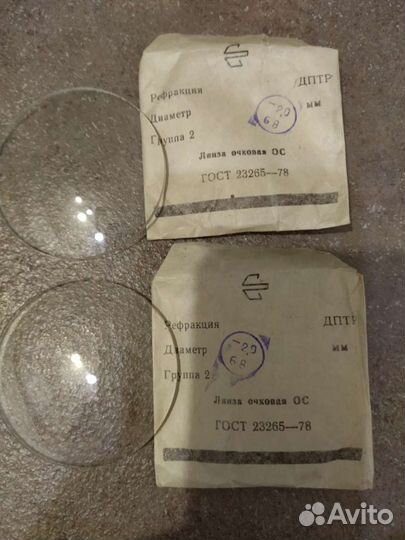 Рефракция ДПТР
Диаметр мм
Группа 2
-2,0
68
Линза очковая ОС
ГОСТ 23265—78
Рефракция ДПТР
Диаметр мм
Группа 2
-2,0
68
Линза очковая ОС
ГОСТ 23265—78
Avito